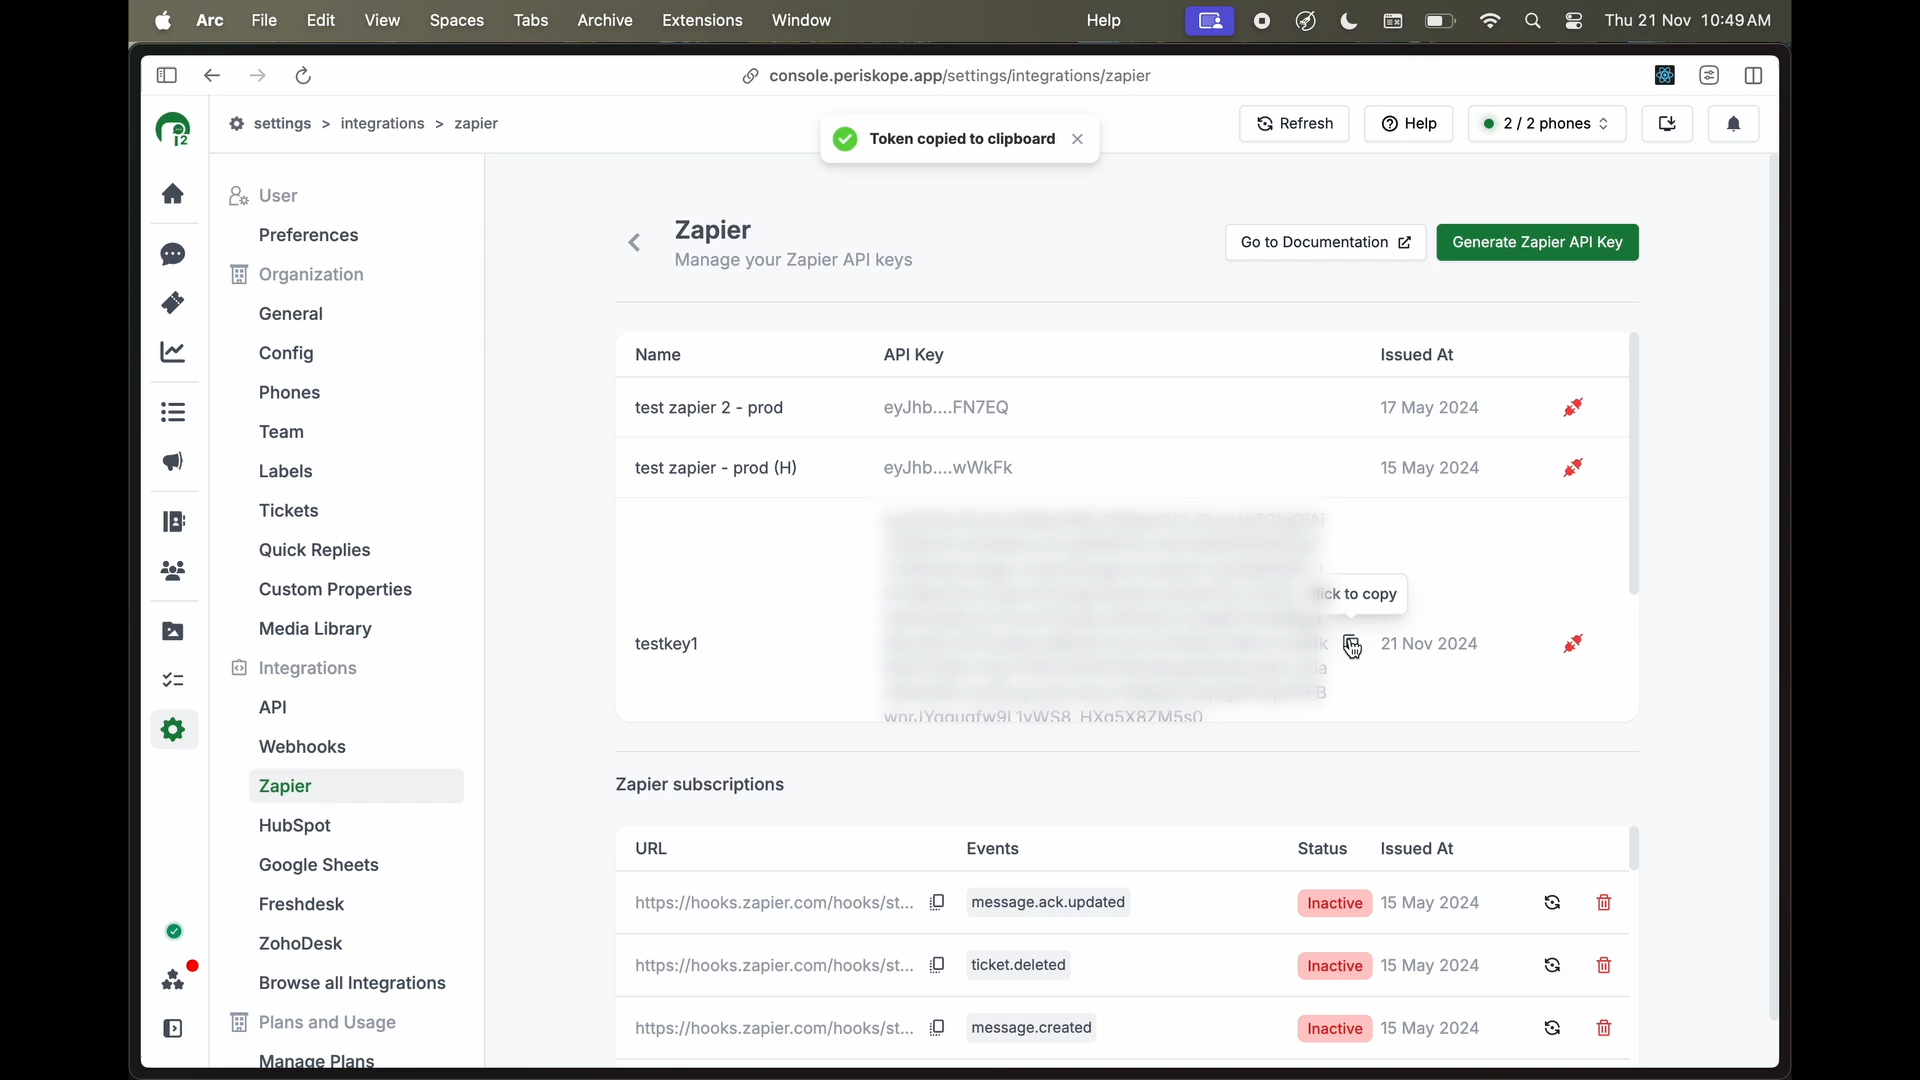 Arc File Edit View Spaces Tabs Archive Extensions Window Help Thu 21 Nov 10:49 AM
console.periskope.app/settings/integrations/zapier
12
settings > integrations > zapier
Token copied to clipboard
Refresh
Help
2 / 2 phones
User
Preferences
Organization
General
Config
Phones
Team
Labels
Tickets
Quick Replies
Custom Properties
Media Library
Integrations
API
Webhooks
Zapier
HubSpot
Google Sheets
Freshdesk
ZohoDesk
Browse all Integrations
Plans and Usage
Manage Plans
Zapier
Manage your Zapier API keys
Go to Documentation
Generate Zapier API Key
Name API Key Issued At
test zapier 2 - prod eyJhb....FN7EQ 17 May 2024
test zapier - prod (H) eyJhb....wWkFk 15 May 2024
ick to copy
testkey1 21 Nov 2024
Zapier subscriptions
URL Events Status Issued At
https://hooks.zapier.com/hooks/st... message.ack.updated Inactive 15 May 2024
https://hooks.zapier.com/hooks/st... ticket.deleted Inactive 15 May 2024
https://hooks.zapier.com/hooks/st... message.created Inactive 15 May 2024